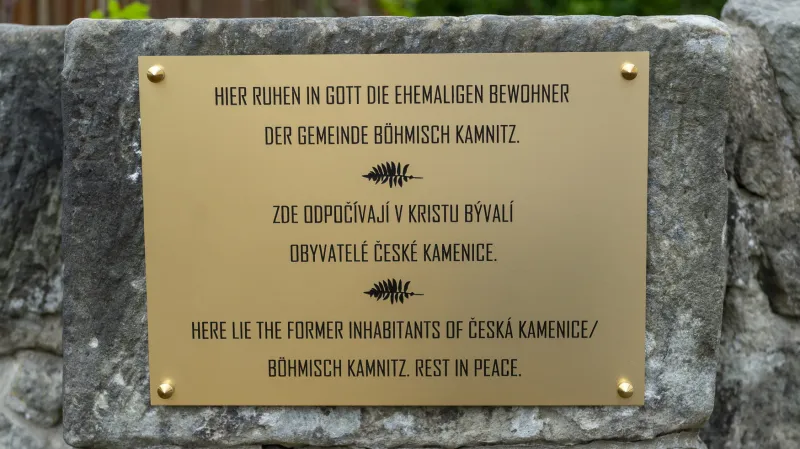 HIER RUHEN IN GOTT DIE EHEMALIGEN BEWOHNER
DER GEMEINDE BÖHMISCH KAMNITZ.
ZDE ODPOČÍVAJÍ V KRISTU BÝVALÍ
OBYVATELÉ ČESKÉ KAMENICE.
HERE LIE THE FORMER INHABITANTS OF ČESKÁ KAMENICE/
BÖHMISCH KAMNITZ. REST IN PEACE.